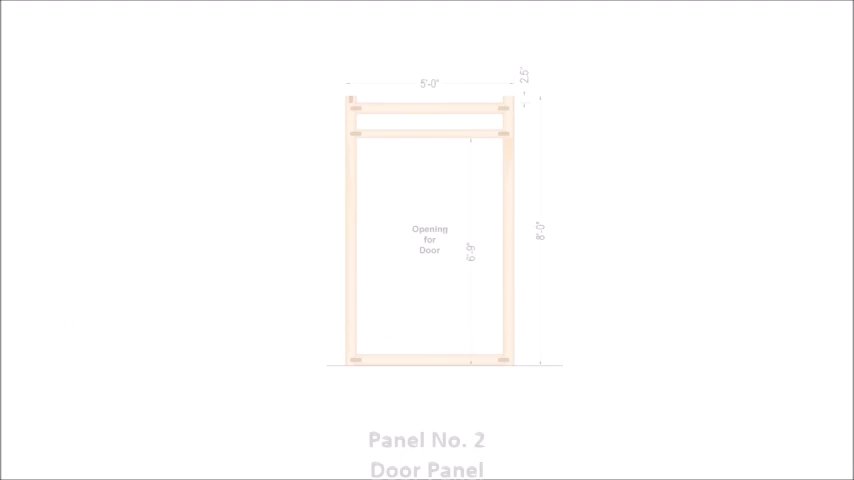 5'-0"
2.5'
Opening
for
Door
6'-9"
8'-0"
Panel No. 2
Door Panel